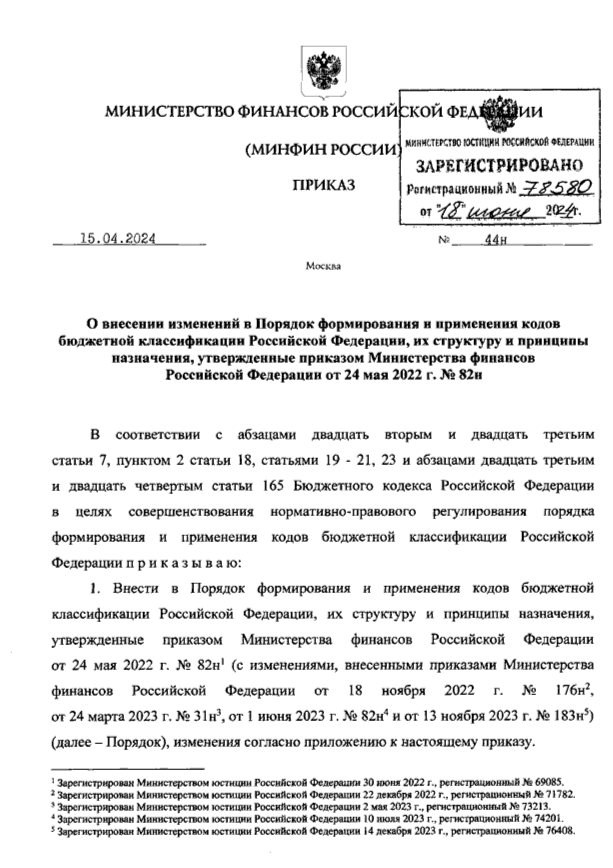 МИНИСТЕРСТВО ФИНАНСОВ РОССИЙСКОЙ ФЕДЕРАЦИИ
(МИНФИН РОССИИ)
ПРИКАЗ
МИНИСТЕРСТВО ЮСТИЦИИ РОССИЙСКОЙ ФЕДЕРАЦИИ
ЗАРЕГИСТРИРОВАНО
Регистрационный № 78580
от "18" июня 2024г.
15.04.2024 № 44н
Москва
О внесении изменений в Порядок формирования и применения кодов
бюджетной классификации Российской Федерации, их структуру и принципы
назначения, утвержденные приказом Министерства финансов
Российской Федерации от 24 мая 2022 г. № 82н
В соответствии с абзацами двадцать вторым и двадцать третьим
статьи 7, пунктом 2 статьи 18, статьями 19 - 21, 23 и абзацами двадцать третьим
и двадцать четвертым статьи 165 Бюджетного кодекса Российской Федерации
в целях совершенствования нормативно-правового регулирования порядка
формирования и применения кодов бюджетной классификации Российской
Федерации п р и к а з ы в а ю:
1. Внести в Порядок формирования и применения кодов бюджетной
классификации Российской Федерации, их структуру и принципы назначения,
утвержденные приказом Министерства финансов Российской Федерации
от 24 мая 2022 г. № 82н¹ (с изменениями, внесенными приказами Министерства
финансов Российской Федерации от 18 ноября 2022 г. № 176н²,
от 24 марта 2023 г. № 31н³, от 1 июня 2023 г. № 82н⁴ и от 13 ноября 2023 г. № 183н⁵)
(далее – Порядок), изменения согласно приложению к настоящему приказу.
¹ Зарегистрирован Министерством юстиции Российской Федерации 30 июня 2022 г., регистрационный № 69085.
² Зарегистрирован Министерством юстиции Российской Федерации 22 декабря 2022 г., регистрационный № 71782.
³ Зарегистрирован Министерством юстиции Российской Федерации 2 мая 2023 г., регистрационный № 73213.
⁴ Зарегистрирован Министерством юстиции Российской Федерации 10 июля 2023 г., регистрационный № 74201.
⁵ Зарегистрирован Министерством юстиции Российской Федерации 14 декабря 2023 г., регистрационный № 76408.